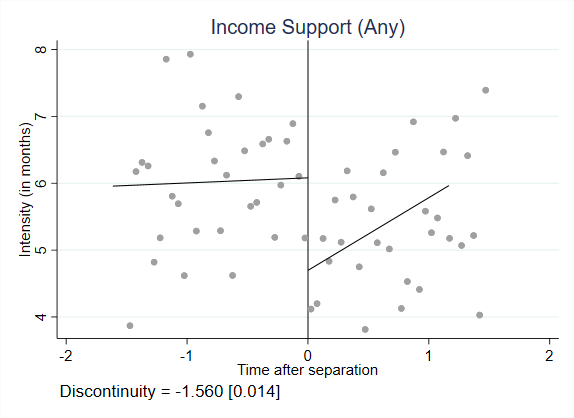 Income Support (Any)
Intensity (in months)
8
7
6
5
4
-2 -1 0 1 2
Time after separation
Discontinuity = -1.560 [0.014]